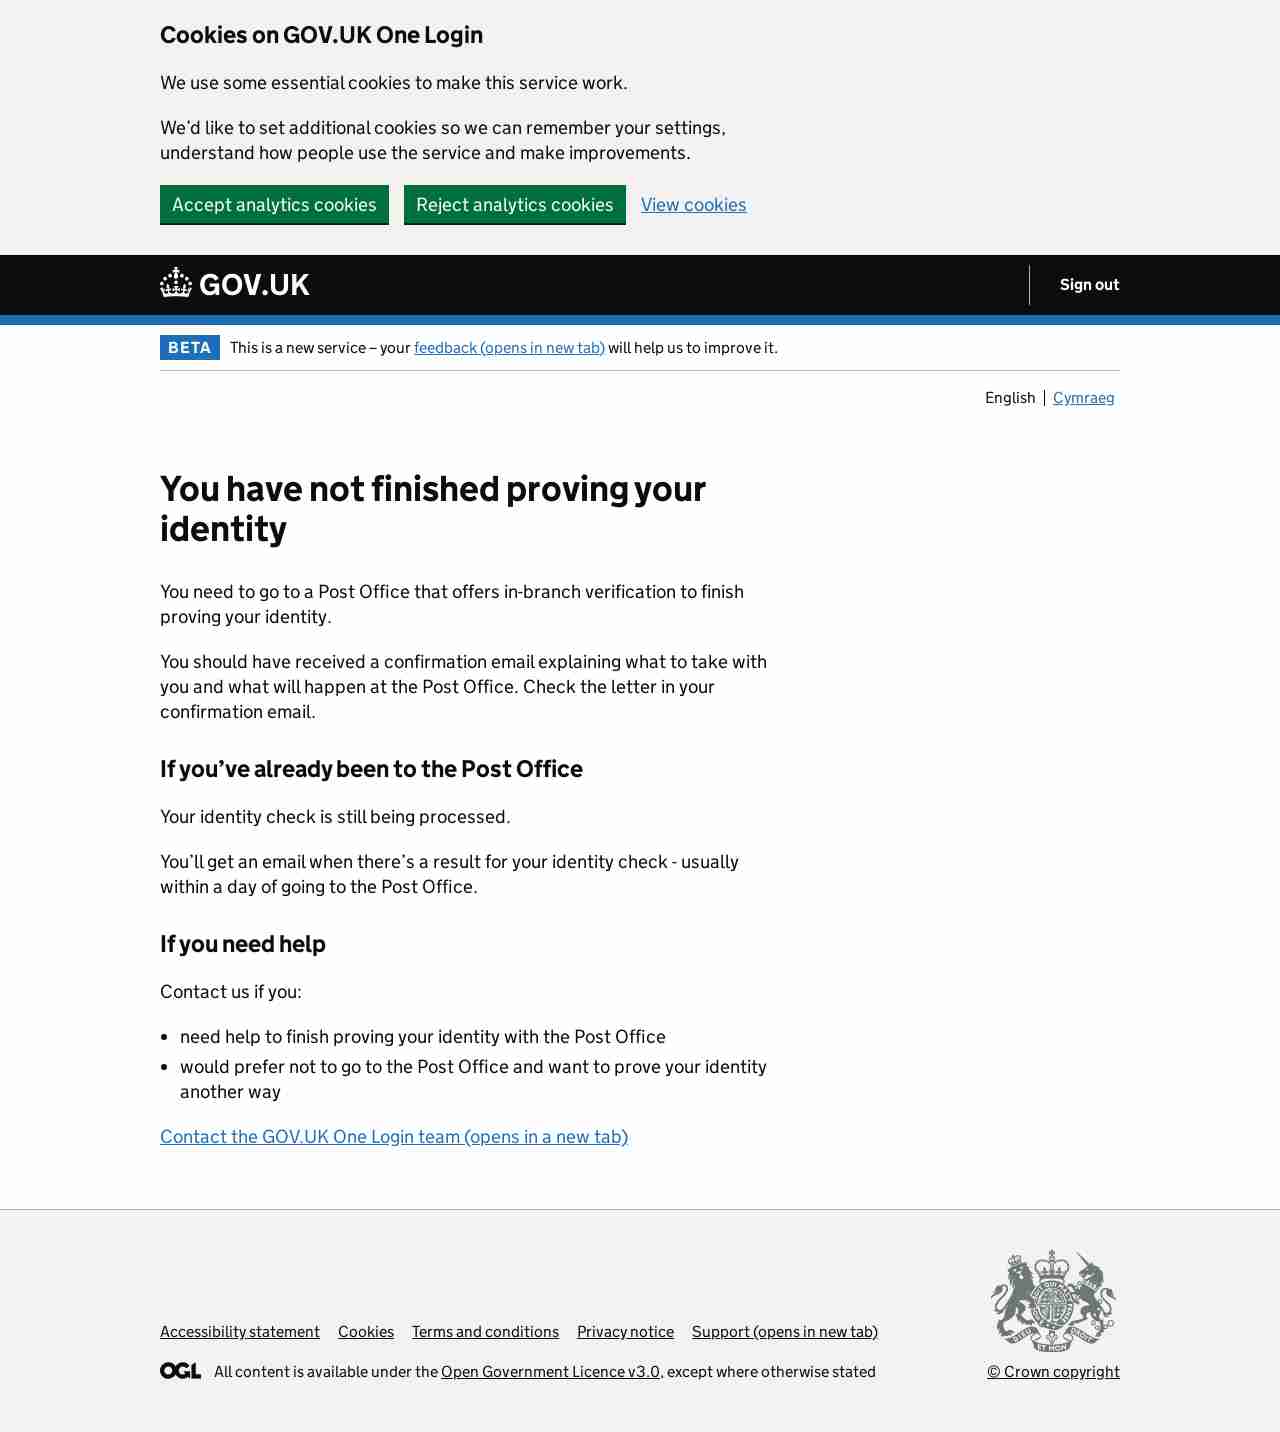 Cookies on GOV.UK One Login
We use some essential cookies to make this service work.
We’d like to set additional cookies so we can remember your settings,
understand how people use the service and make improvements.
Accept analytics cookies Reject analytics cookies View cookies
GOV.UK Sign out
BETA This is a new service – your feedback (opens in new tab) will help us to improve it.
English Cymraeg
You have not finished proving your
identity
You need to go to a Post Office that offers in-branch verification to finish
proving your identity.
You should have received a confirmation email explaining what to take with
you and what will happen at the Post Office. Check the letter in your
confirmation email.
If you’ve already been to the Post Office
Your identity check is still being processed.
You’ll get an email when there’s a result for your identity check - usually
within a day of going to the Post Office.
If you need help
Contact us if you:
• need help to finish proving your identity with the Post Office
• would prefer not to go to the Post Office and want to prove your identity
another way
Contact the GOV.UK One Login team (opens in a new tab)
Accessibility statement Cookies Terms and conditions Privacy notice Support (opens in new tab)
OGL All content is available under the Open Government Licence v3.0, except where otherwise stated
© Crown copyright